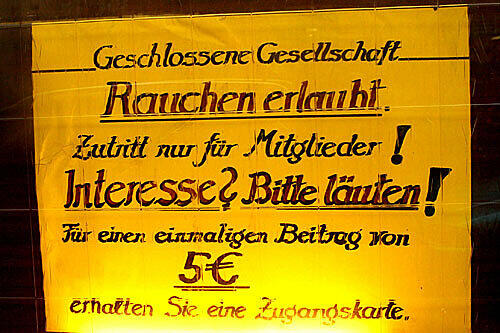 Geschlossene Gesellschaft
Rauchen erlaubt.
Zutritt nur für Mitglieder!
Interesse? Bitte läuten!
Für einen einmaligen Beitrag von
5€
erhalten Sie eine Zugangskarte.